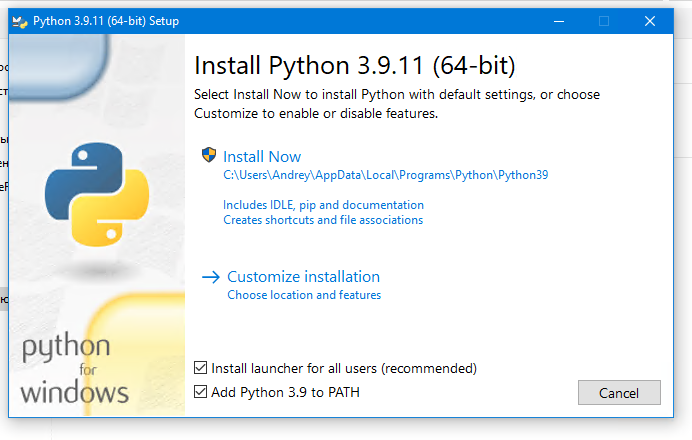 Python 3.9.11 (64-bit) Setup
Install Python 3.9.11 (64-bit)
Select Install Now to install Python with default settings, or choose
Customize to enable or disable features.
Install Now
C:\Users\Andrey\AppData\Local\Programs\Python\Python39
Includes IDLE, pip and documentation
Creates shortcuts and file associations
Customize installation
Choose location and features
python
for
windows
Install launcher for all users (recommended)
Add Python 3.9 to PATH
Cancel